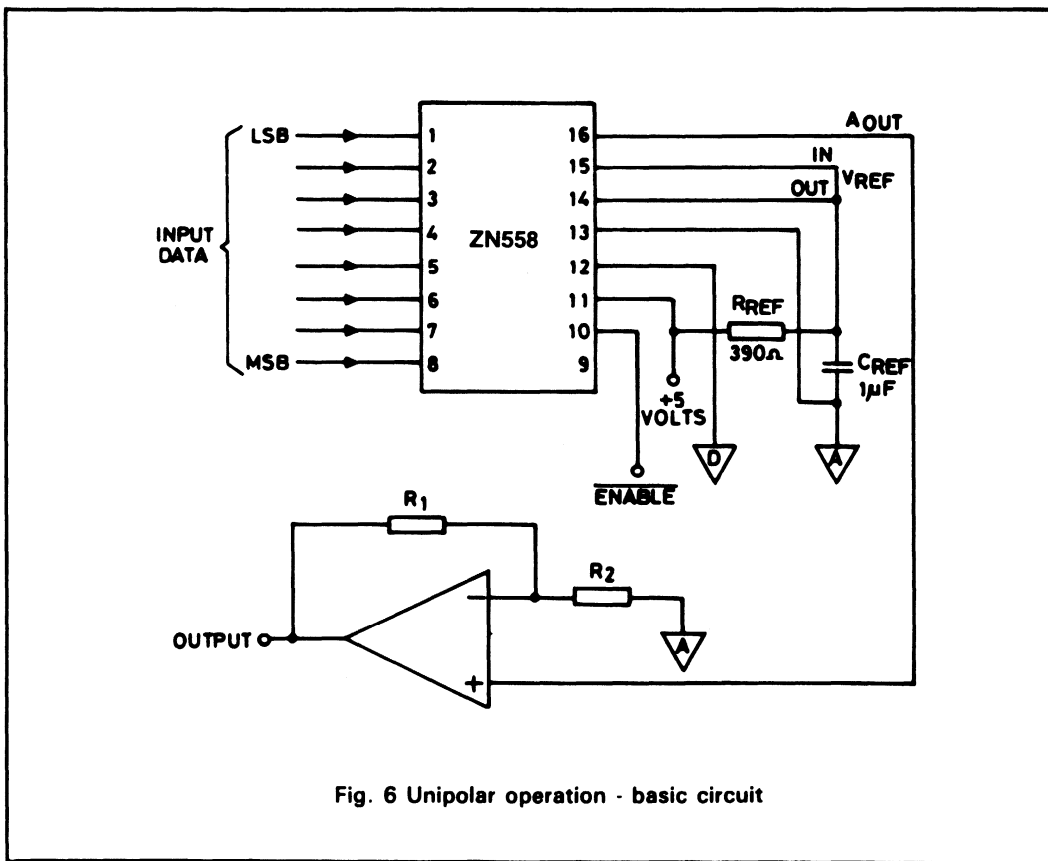 LSB
INPUT
DATA
MSB
1
2
3
4
5
6
7
8
ZN558
16
15
14
13
12
11
10
9
AOUT
IN
VREF
OUT
RREF
390Ω
CREF
1µF
+5
VOLTS
D
A
ENABLE
R1
R2
A
−
+
OUTPUT
Fig. 6 Unipolar operation - basic circuit